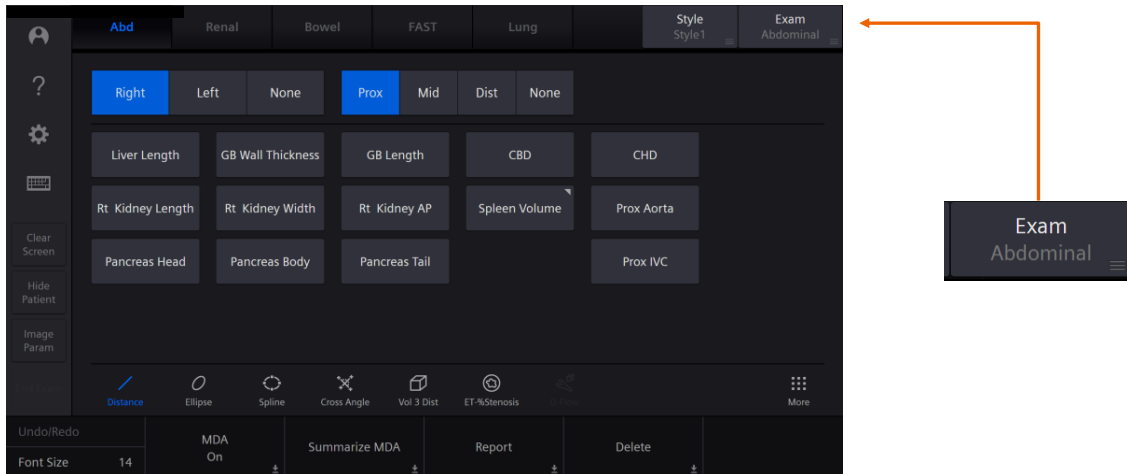 Abd Renal Bowel FAST Lung Style Exam
Style1 Abdominal
?
Right Left None Prox Mid Dist None
Liver Length GB Wall Thickness GB Length CBD CHD
Rt Kidney Length Rt Kidney Width Rt Kidney AP Spleen Volume Prox Aorta
Clear
Screen
Pancreas Head Pancreas Body Pancreas Tail Prox IVC
Hide
Patient
Image
Param
Distance Ellipse Spline Cross Angle Vol 3 Dist ET-%Stenosis More
Undo/Redo
MDA
On
Summarize MDA Report Delete
Font Size 14
Exam
Abdominal